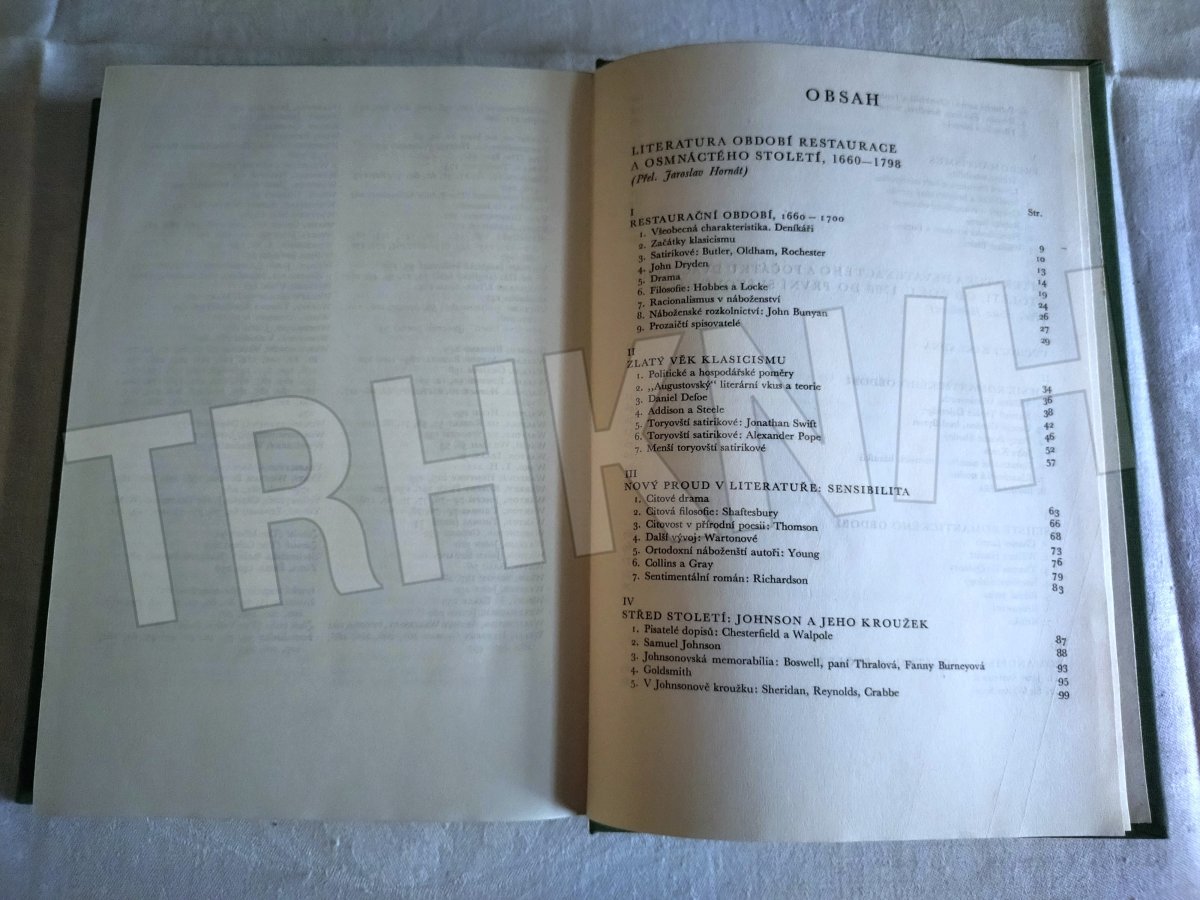 OBSAH
LITERATURA OBDOBÍ RESTAURACE
A OSMNÁCTÉHO STOLETÍ, 1660—1798
(Přel. Jaroslav Hornát)
Str.
I
RESTAURAČNÍ OBDOBÍ, 1660 — 1700
1. Všeobecná charakteristika. Deníkáři 9
2. Začátky klasicismu 10
3. Satirikové: Butler, Oldham, Rochester 13
4. John Dryden 14
5. Drama 19
6. Filosofie: Hobbes a Locke 24
7. Racionalismus v náboženství 26
8. Náboženské rozkolnictví: John Bunyan 27
9. Prozaičtí spisovatelé 29
II
ZLATÝ VĚK KLASICISMU
1. Politické a hospodářské poměry 34
2. „Augustovský“ literární vkus a teorie 36
3. Daniel Defoe 38
4. Addison a Steele 42
5. Toryovští satirikové: Jonathan Swift 46
6. Toryovští satirikové: Alexander Pope 52
7. Menší toryovští satirikové 57
III
NOVÝ PROUD V LITERATUŘE: SENSIBILITA
1. Citové drama 63
2. Citová filosofie: Shaftesbury 66
3. Citovost v přírodní poesii: Thomson 68
4. Další vývoj: Wartonové 73
5. Ortodoxní náboženští autoři: Young 76
6. Collins a Gray 79
7. Sentimentální román: Richardson 83
IV
STŘED STOLETÍ: JOHNSON A JEHO KROUŽEK
1. Pisatelé dopisů: Chesterfield a Walpole 87
2. Samuel Johnson 88
3. Johnsonovská memorabilia: Boswell, paní Thralová, Fanny Burneyová 93
4. Goldsmith 95
5. V Johnsonově kroužku: Sheridan, Reynolds, Crabbe 99
TRHKNIH